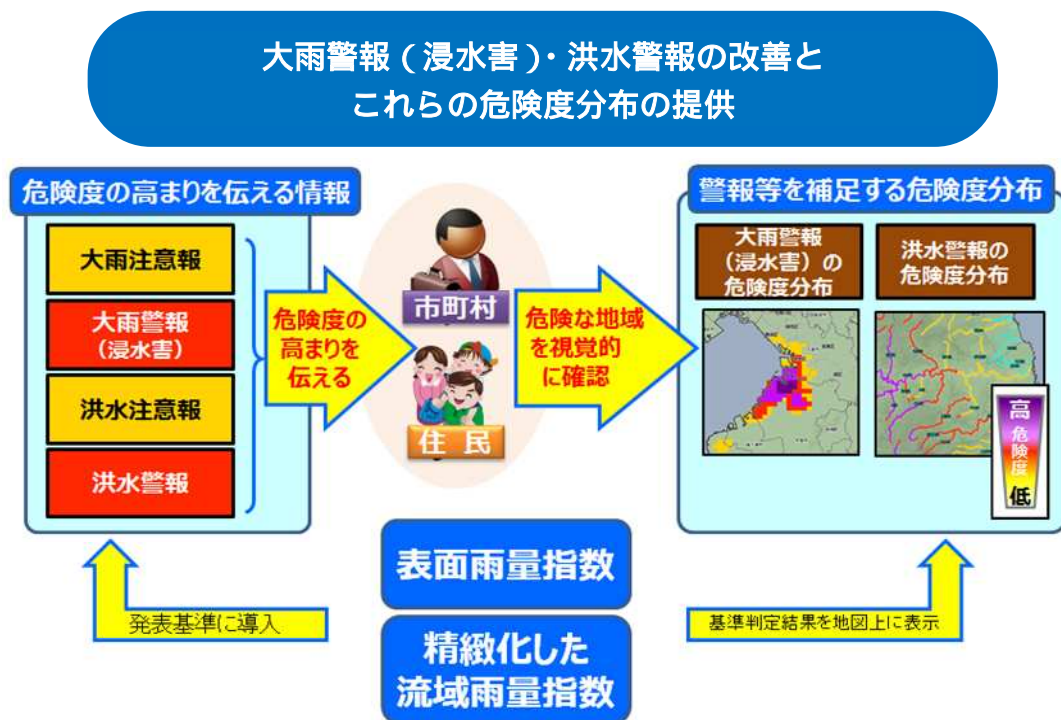 大雨警報（浸水害）・洪水警報の改善と
これらの危険度分布の提供
危険度の高まりを伝える情報
大雨注意報
大雨警報
（浸水害）
洪水注意報
洪水警報
危険度の
高まりを
伝える
市町村
住 民
危険な地域
を視覚的
に確認
警報等を補足する危険度分布
大雨警報
（浸水害）の
危険度分布
洪水警報の
危険度分布
高
危険度
低
発表基準に導入
表面雨量指数
精緻化した
流域雨量指数
基準判定結果を地図上に表示